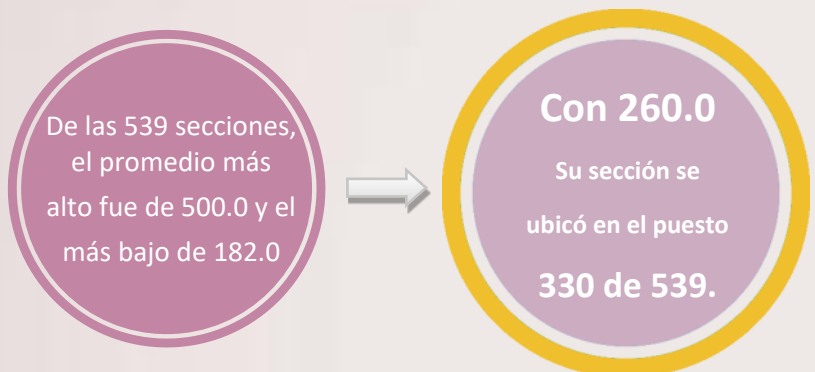 De las 539 secciones,
el promedio más
alto fue de 500.0 y el
más bajo de 182.0
Con 260.0
Su sección se
ubicó en el puesto
330 de 539.